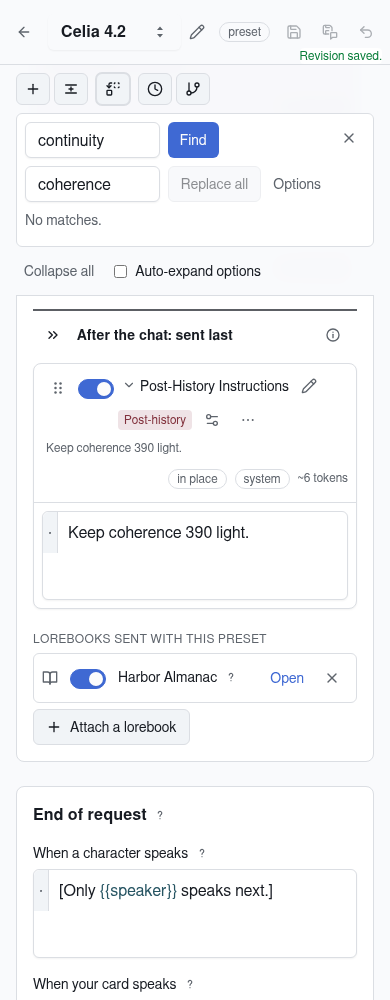 Celia 4.2
preset
Revision saved.
continuity
Find
coherence
Replace all
Options
No matches.
Collapse all
Auto-expand options
After the chat: sent last
Post-History Instructions
Post-history
Keep coherence 390 light.
in place
system
~6 tokens
Keep coherence 390 light.
LOREBOOKS SENT WITH THIS PRESET
Harbor Almanac ?
Open
Attach a lorebook
End of request ?
When a character speaks ?
[Only {{speaker}} speaks next.]
When your card speaks ?